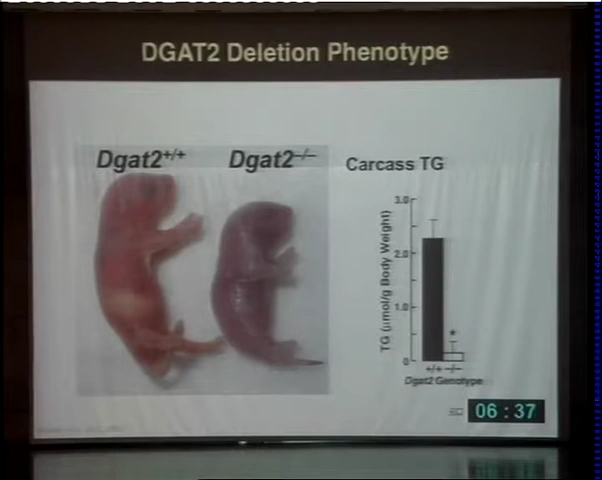 DGAT2 Deletion Phenotype
Dgat2+/+ Dgat2–/–
Carcass TG
TG (µmol/g Body Weight)
3.0
2.0
1.0
0
*
+/+ –/–
Dgat2 Genotype
06:37